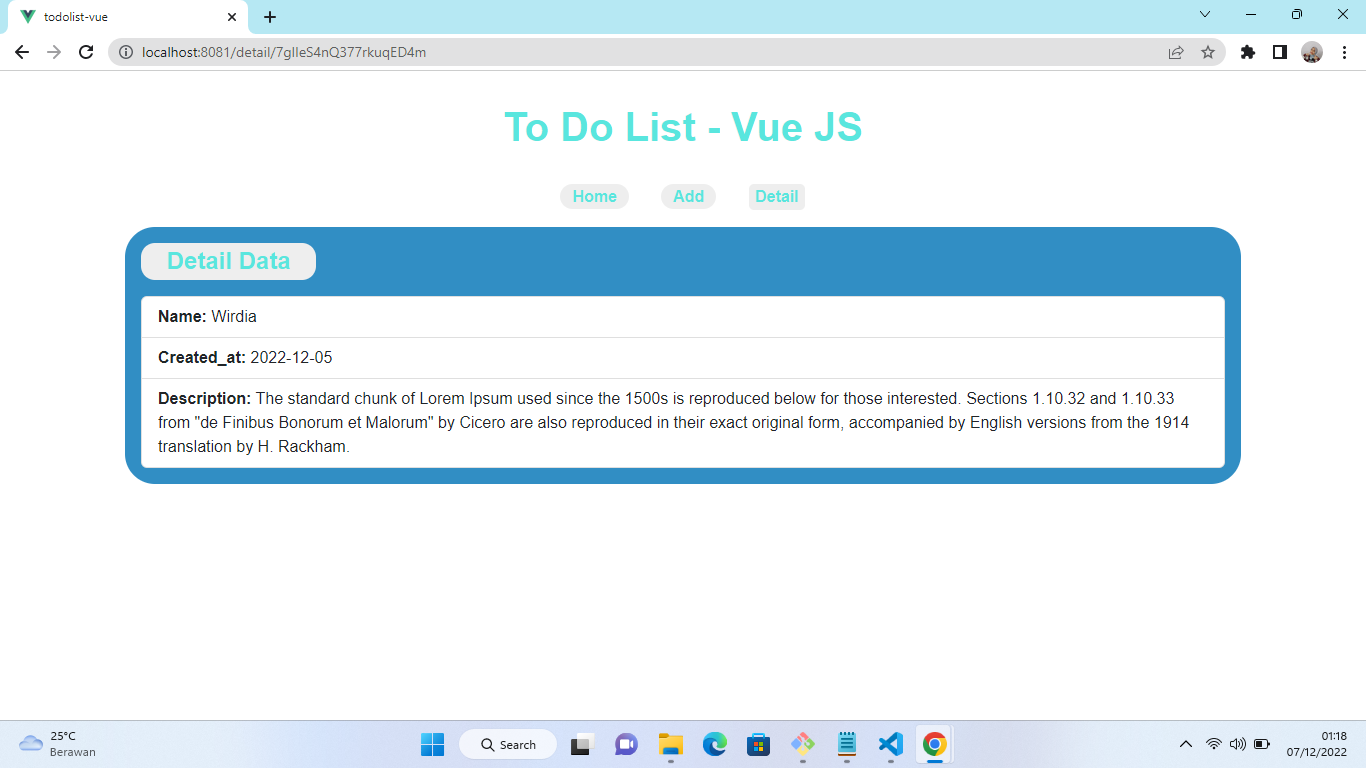 todolist-vue
localhost:8081/detail/7glIeS4nQ377rkuqED4m
To Do List - Vue JS
Home Add Detail
Detail Data
Name: Wirdia
Created_at: 2022-12-05
Description: The standard chunk of Lorem Ipsum used since the 1500s is reproduced below for those interested. Sections 1.10.32 and 1.10.33
from "de Finibus Bonorum et Malorum" by Cicero are also reproduced in their exact original form, accompanied by English versions from the 1914
translation by H. Rackham.
25°C
Berawan
Search
01:18
07/12/2022